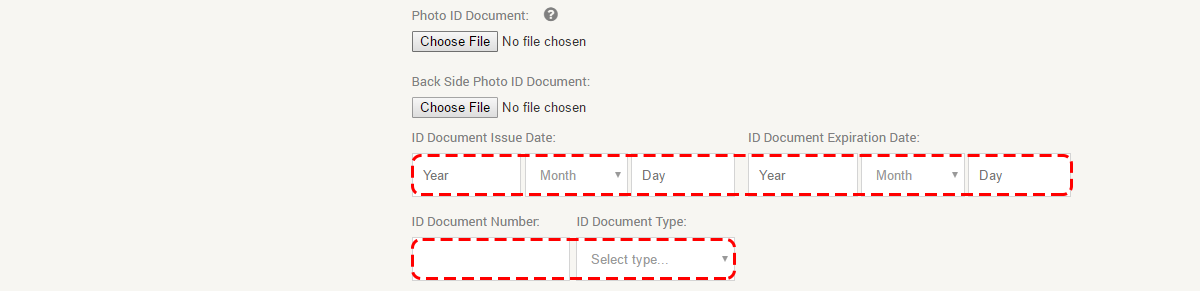 Photo ID Document: ?
Choose File No file chosen
Back Side Photo ID Document:
Choose File No file chosen
ID Document Issue Date: ID Document Expiration Date:
Year Month Day Year Month Day
ID Document Number: ID Document Type:
Select type...